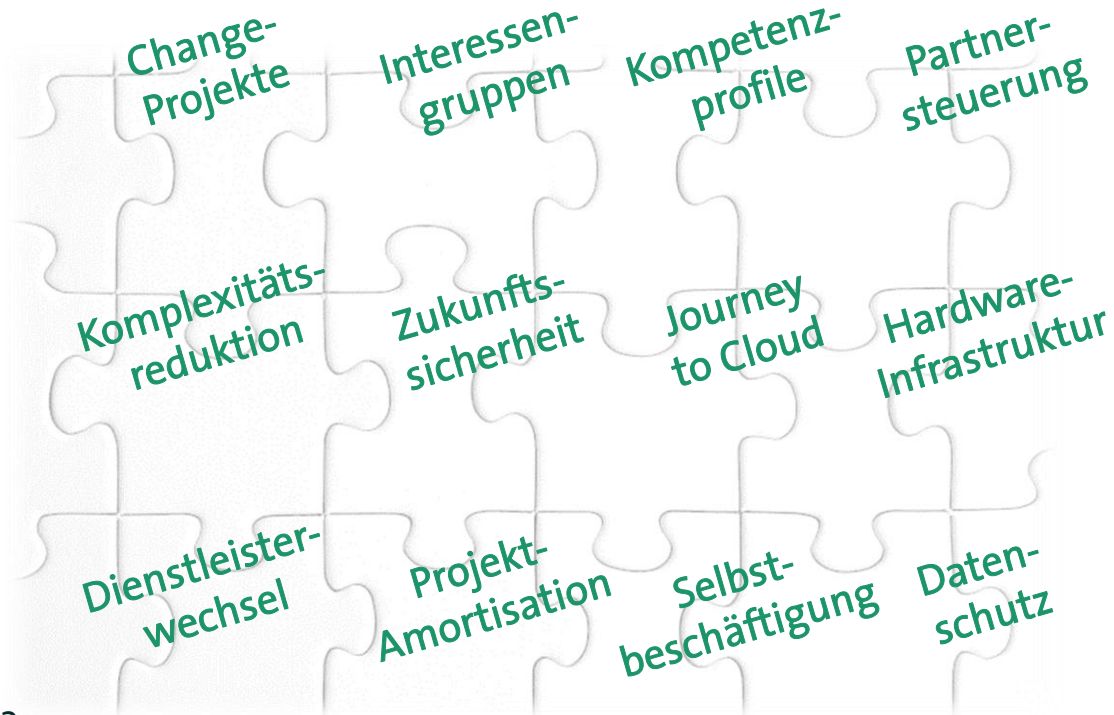 Change-
Projekte
Interessen-
gruppen
Kompetenz-
profile
Partner-
steuerung
Komplexitäts-
reduktion
Zukunfts-
sicherheit
Journey
to Cloud
Hardware-
Infrastruktur
Dienstleister-
wechsel
Projekt-
Amortisation
Selbst-
beschäftigung
Daten-
schutz